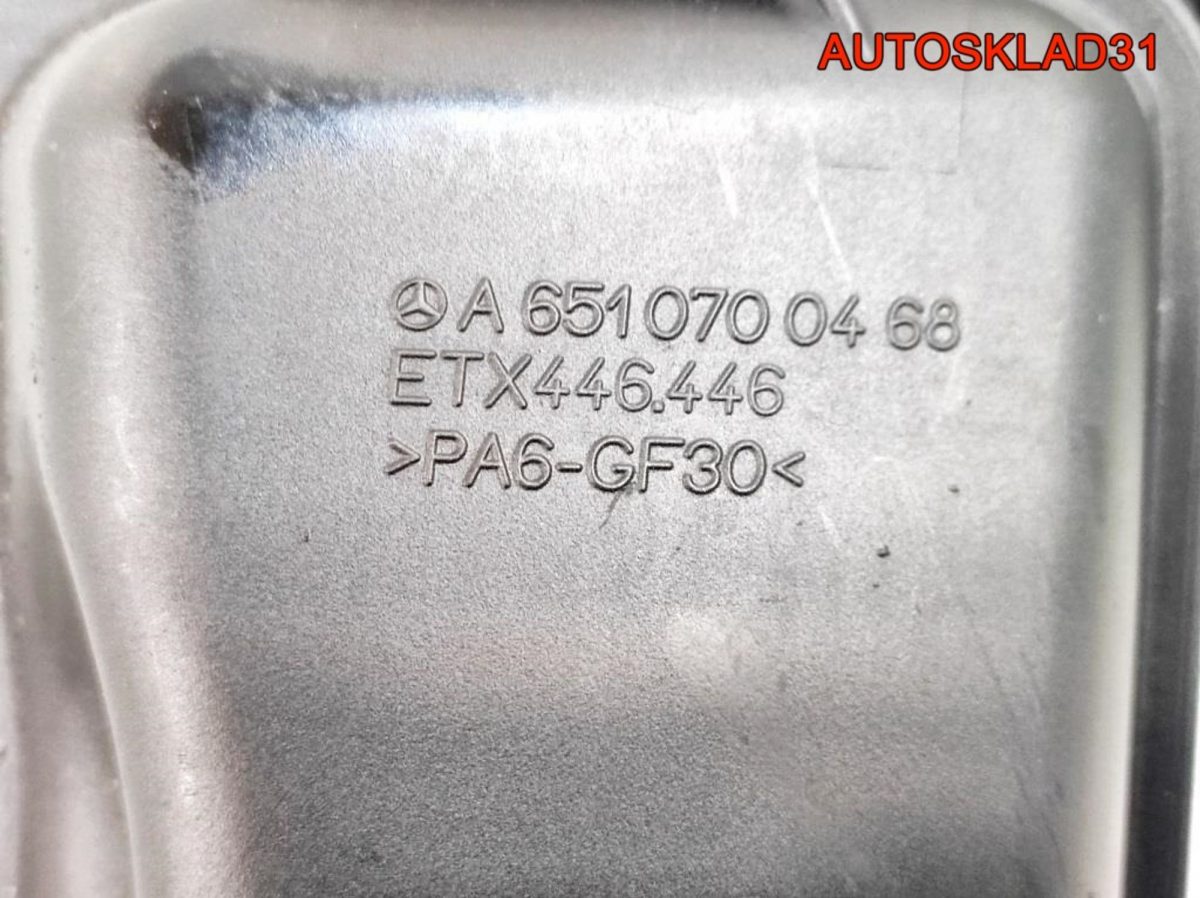 AUTOSKLAD31
A 651 070 04 68
ETX446.446
>PA6-GF30<